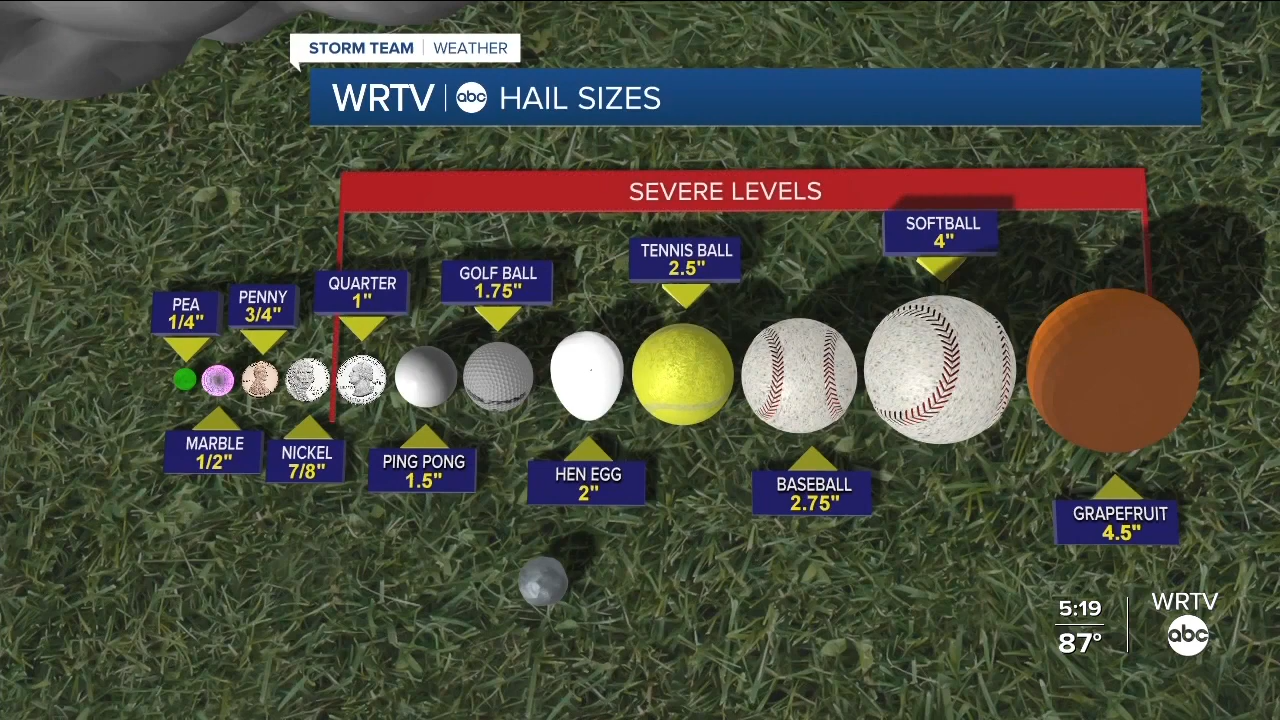 STORM TEAM | WEATHER
WRTV | abc HAIL SIZES
SEVERE LEVELS
PEA
1/4"
PENNY
3/4"
QUARTER
1"
GOLF BALL
1.75"
TENNIS BALL
2.5"
SOFTBALL
4"
MARBLE
1/2"
NICKEL
7/8"
PING PONG
1.5"
HEN EGG
2"
BASEBALL
2.75"
GRAPEFRUIT
4.5"
5:19
87°
WRTV
abc